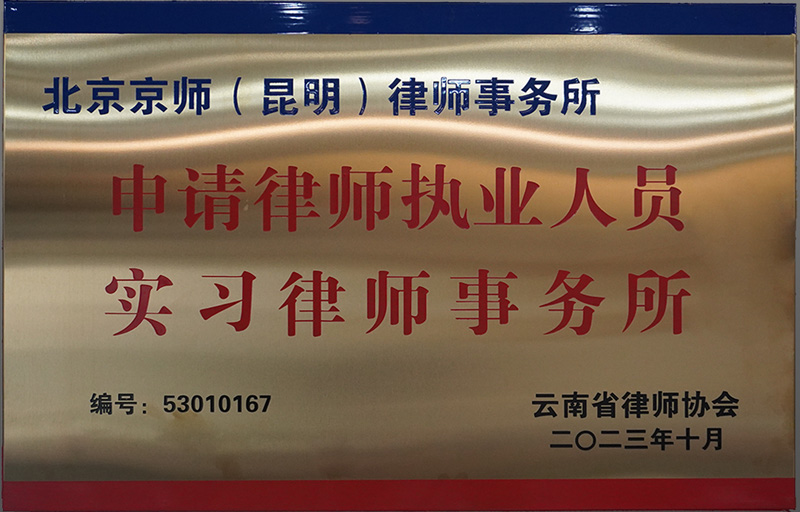 北京京师（昆明）律师事务所
申请律师执业人员
实习律师事务所
编号：53010167
云南省律师协会
二〇二三年十月